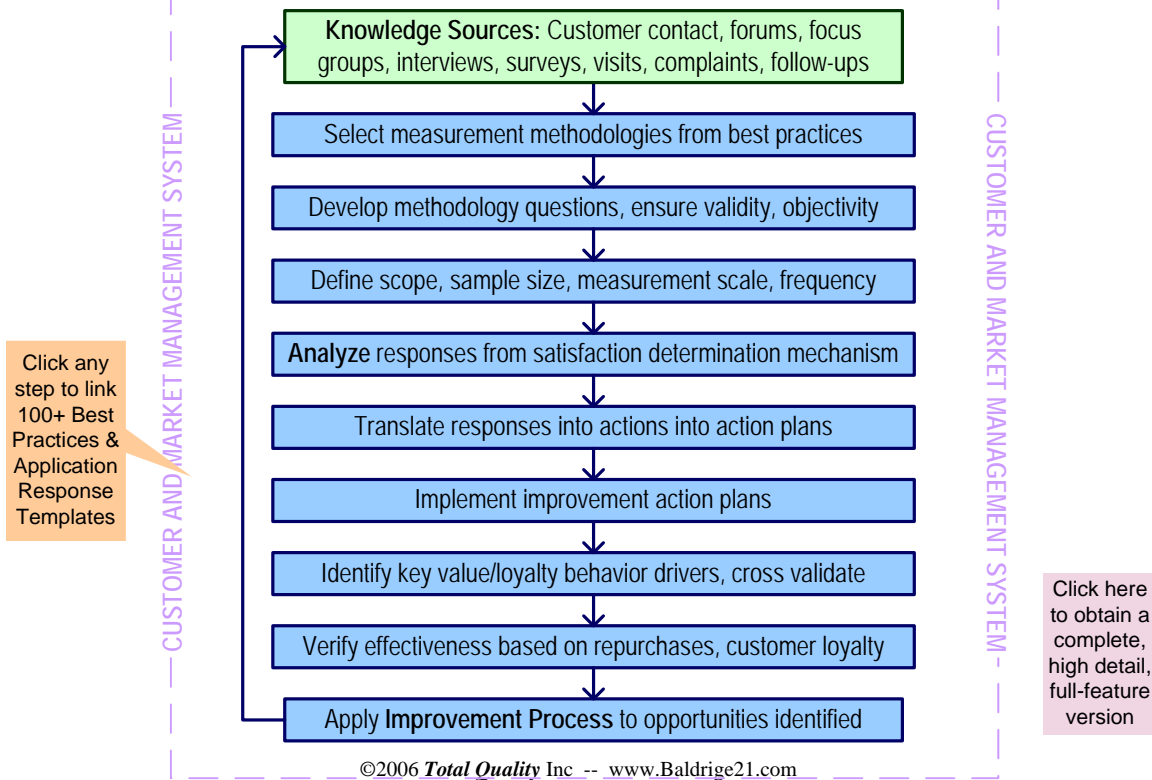 Knowledge Sources: Customer contact, forums, focus
groups, interviews, surveys, visits, complaints, follow-ups
Select measurement methodologies from best practices
Develop methodology questions, ensure validity, objectivity
Define scope, sample size, measurement scale, frequency
Analyze responses from satisfaction determination mechanism
Translate responses into actions into action plans
Implement improvement action plans
Identify key value/loyalty behavior drivers, cross validate
Verify effectiveness based on repurchases, customer loyalty
Apply Improvement Process to opportunities identified
CUSTOMER AND MARKET MANAGEMENT SYSTEM
CUSTOMER AND MARKET MANAGEMENT SYSTEM
Click any
step to link
100+ Best
Practices &
Application
Response
Templates
Click here
to obtain a
complete,
high detail,
full-feature
version
©2006 Total Quality Inc -- www.Baldrige21.com